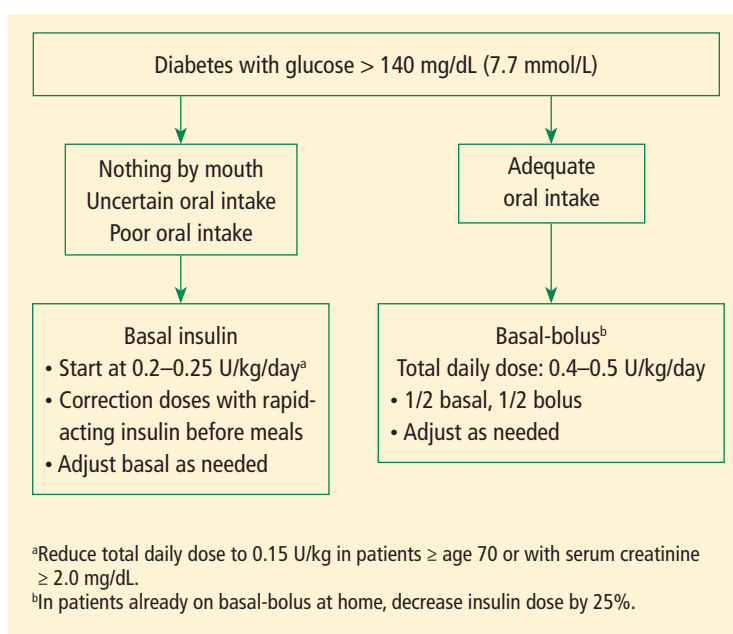 Diabetes with glucose > 140 mg/dL (7.7 mmol/L)
Nothing by mouth
Uncertain oral intake
Poor oral intake
Adequate
oral intake
Basal insulin
• Start at 0.2–0.25 U/kg/dayᵃ
• Correction doses with rapid-
acting insulin before meals
• Adjust basal as needed
Basal-bolusᵇ
Total daily dose: 0.4–0.5 U/kg/day
• 1/2 basal, 1/2 bolus
• Adjust as needed
ᵃReduce total daily dose to 0.15 U/kg in patients ≥ age 70 or with serum creatinine
≥ 2.0 mg/dL.
ᵇIn patients already on basal-bolus at home, decrease insulin dose by 25%.